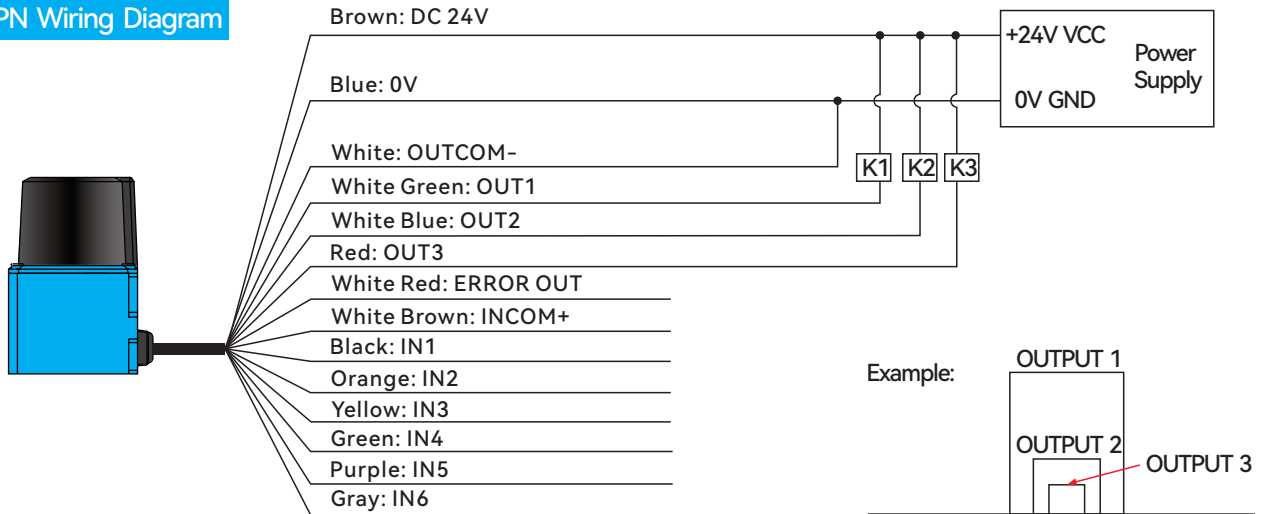 PN Wiring Diagram
Brown: DC 24V
+24V VCC
Power
Supply
Blue: 0V
0V GND
White: OUTCOM-
K1 K2 K3
White Green: OUT1
White Blue: OUT2
Red: OUT3
White Red: ERROR OUT
White Brown: INCOM+
Black: IN1
Orange: IN2
Yellow: IN3
Green: IN4
Purple: IN5
Gray: IN6
Example:
OUTPUT 1
OUTPUT 2
OUTPUT 3